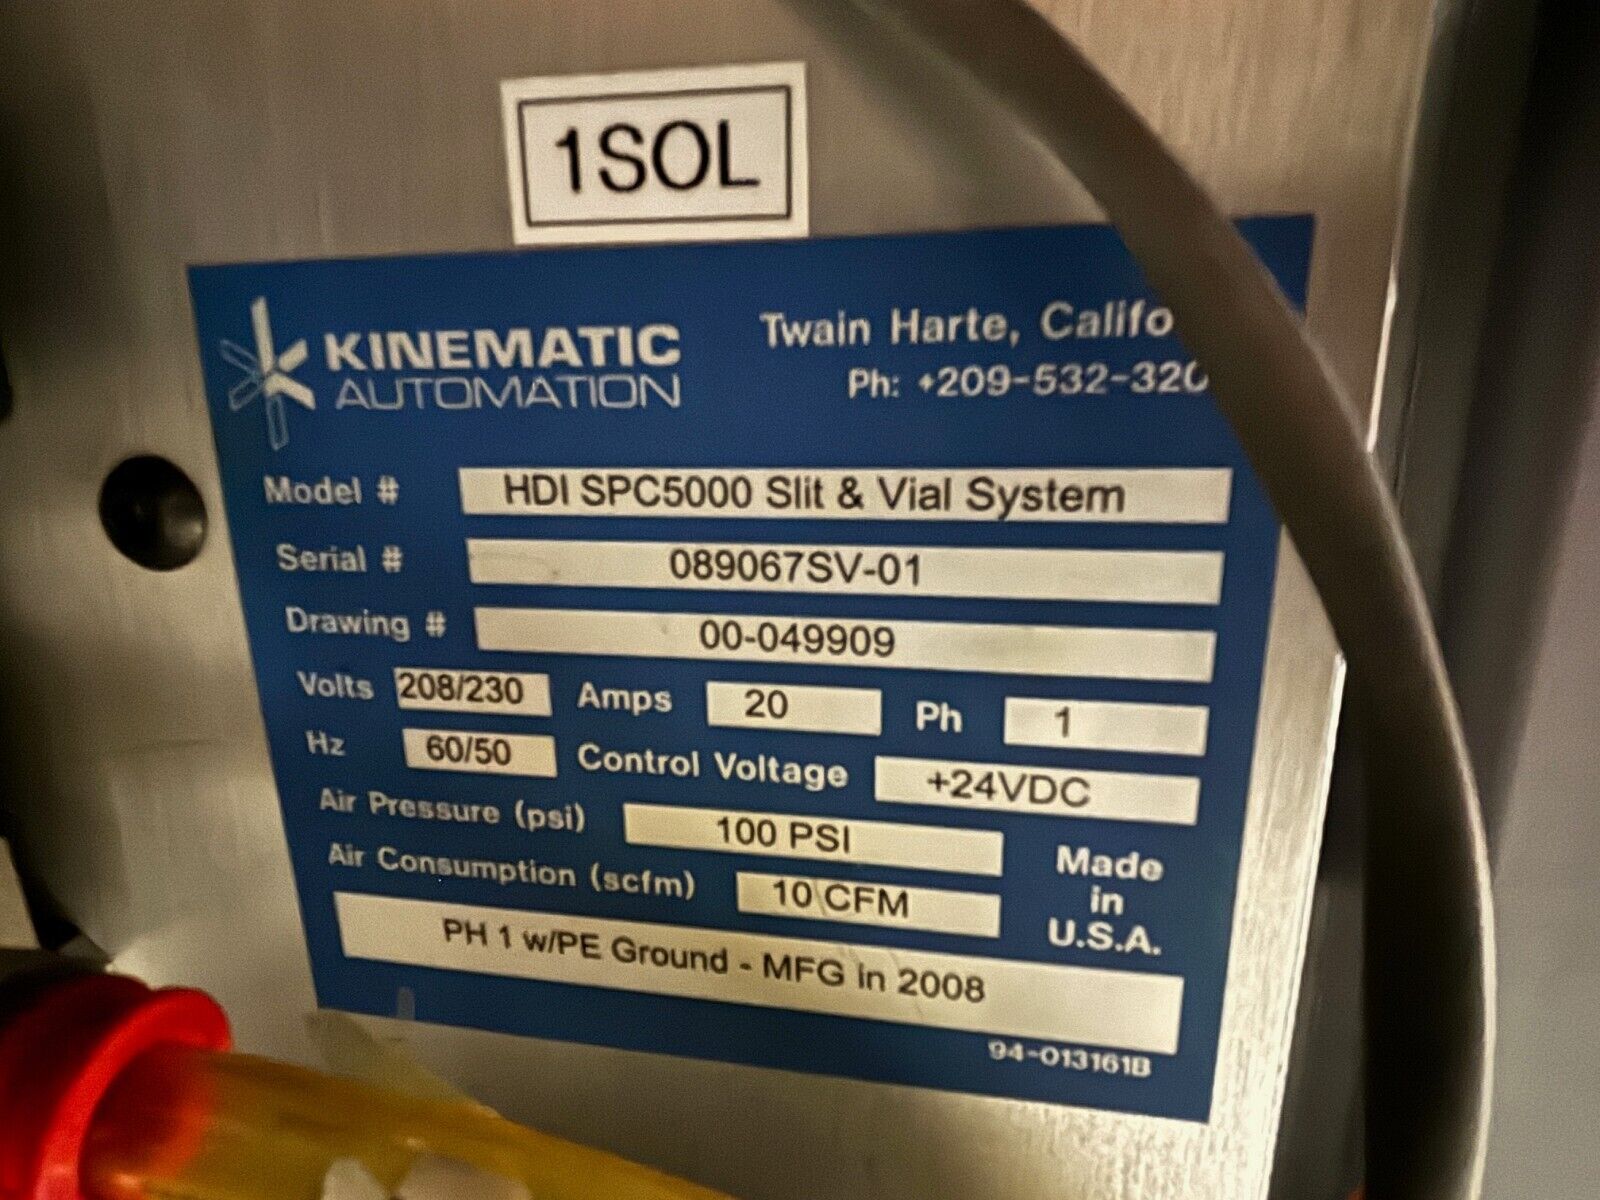 1SOL
KINEMATIC
AUTOMATION
Twain Harte, Califo
Ph: +209-532-320
Model # HDI SPC5000 Slit & Vial System
Serial # 089067SV-01
Drawing # 00-049909
Volts 208/230 Amps 20 Ph 1
Hz 60/50 Control Voltage +24VDC
Air Pressure (psi) 100 PSI
Air Consumption (scfm) 10 CFM
Made
in
U.S.A.
PH 1 w/PE Ground - MFG in 2008
94-013161B